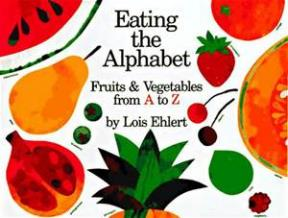 Eating
the
Alphabet
Fruits & Vegetables
from A to Z
by Lois Ehlert